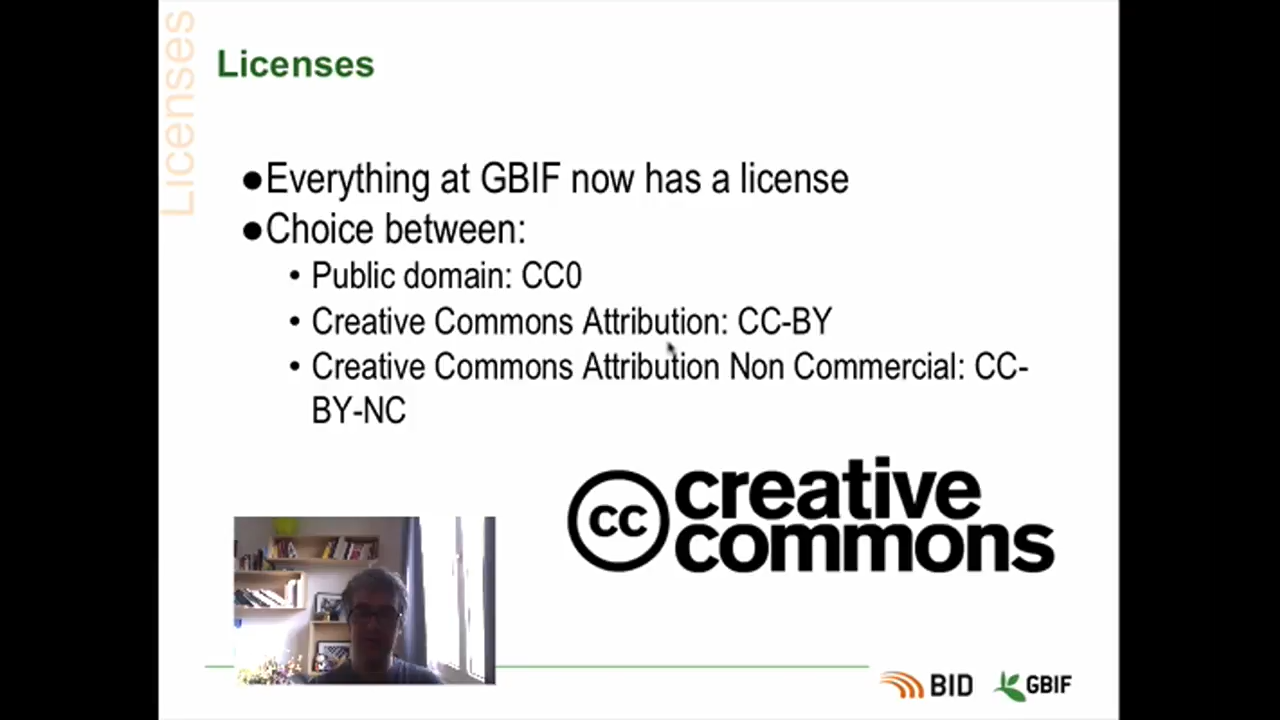 Licenses
Licenses
●Everything at GBIF now has a license
●Choice between:
• Public domain: CC0
• Creative Commons Attribution: CC-BY
• Creative Commons Attribution Non Commercial: CC-
BY-NC
cc creative
commons
BID GBIF